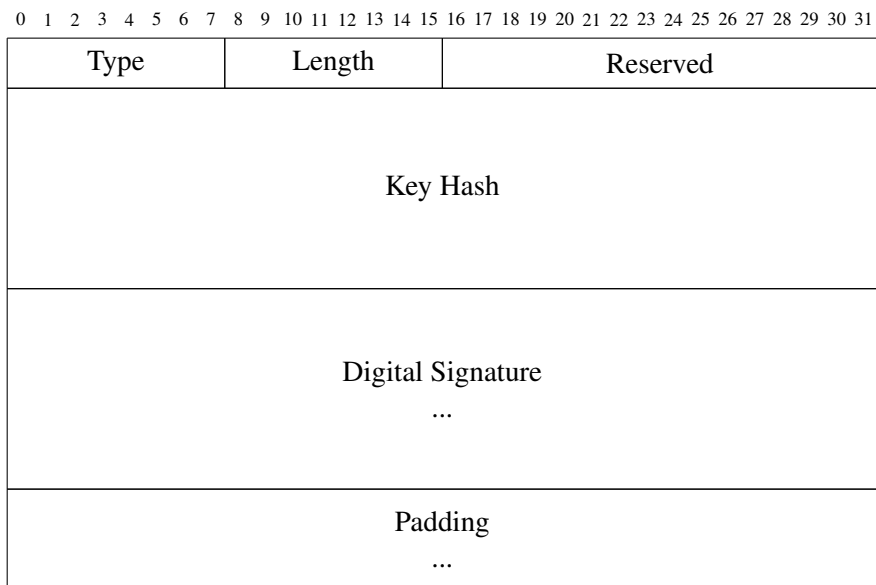 0 1 2 3 4 5 6 7 8 9 10 11 12 13 14 15 16 17 18 19 20 21 22 23 24 25 26 27 28 29 30 31
Type Length Reserved
Key Hash
Digital Signature
...
Padding
...